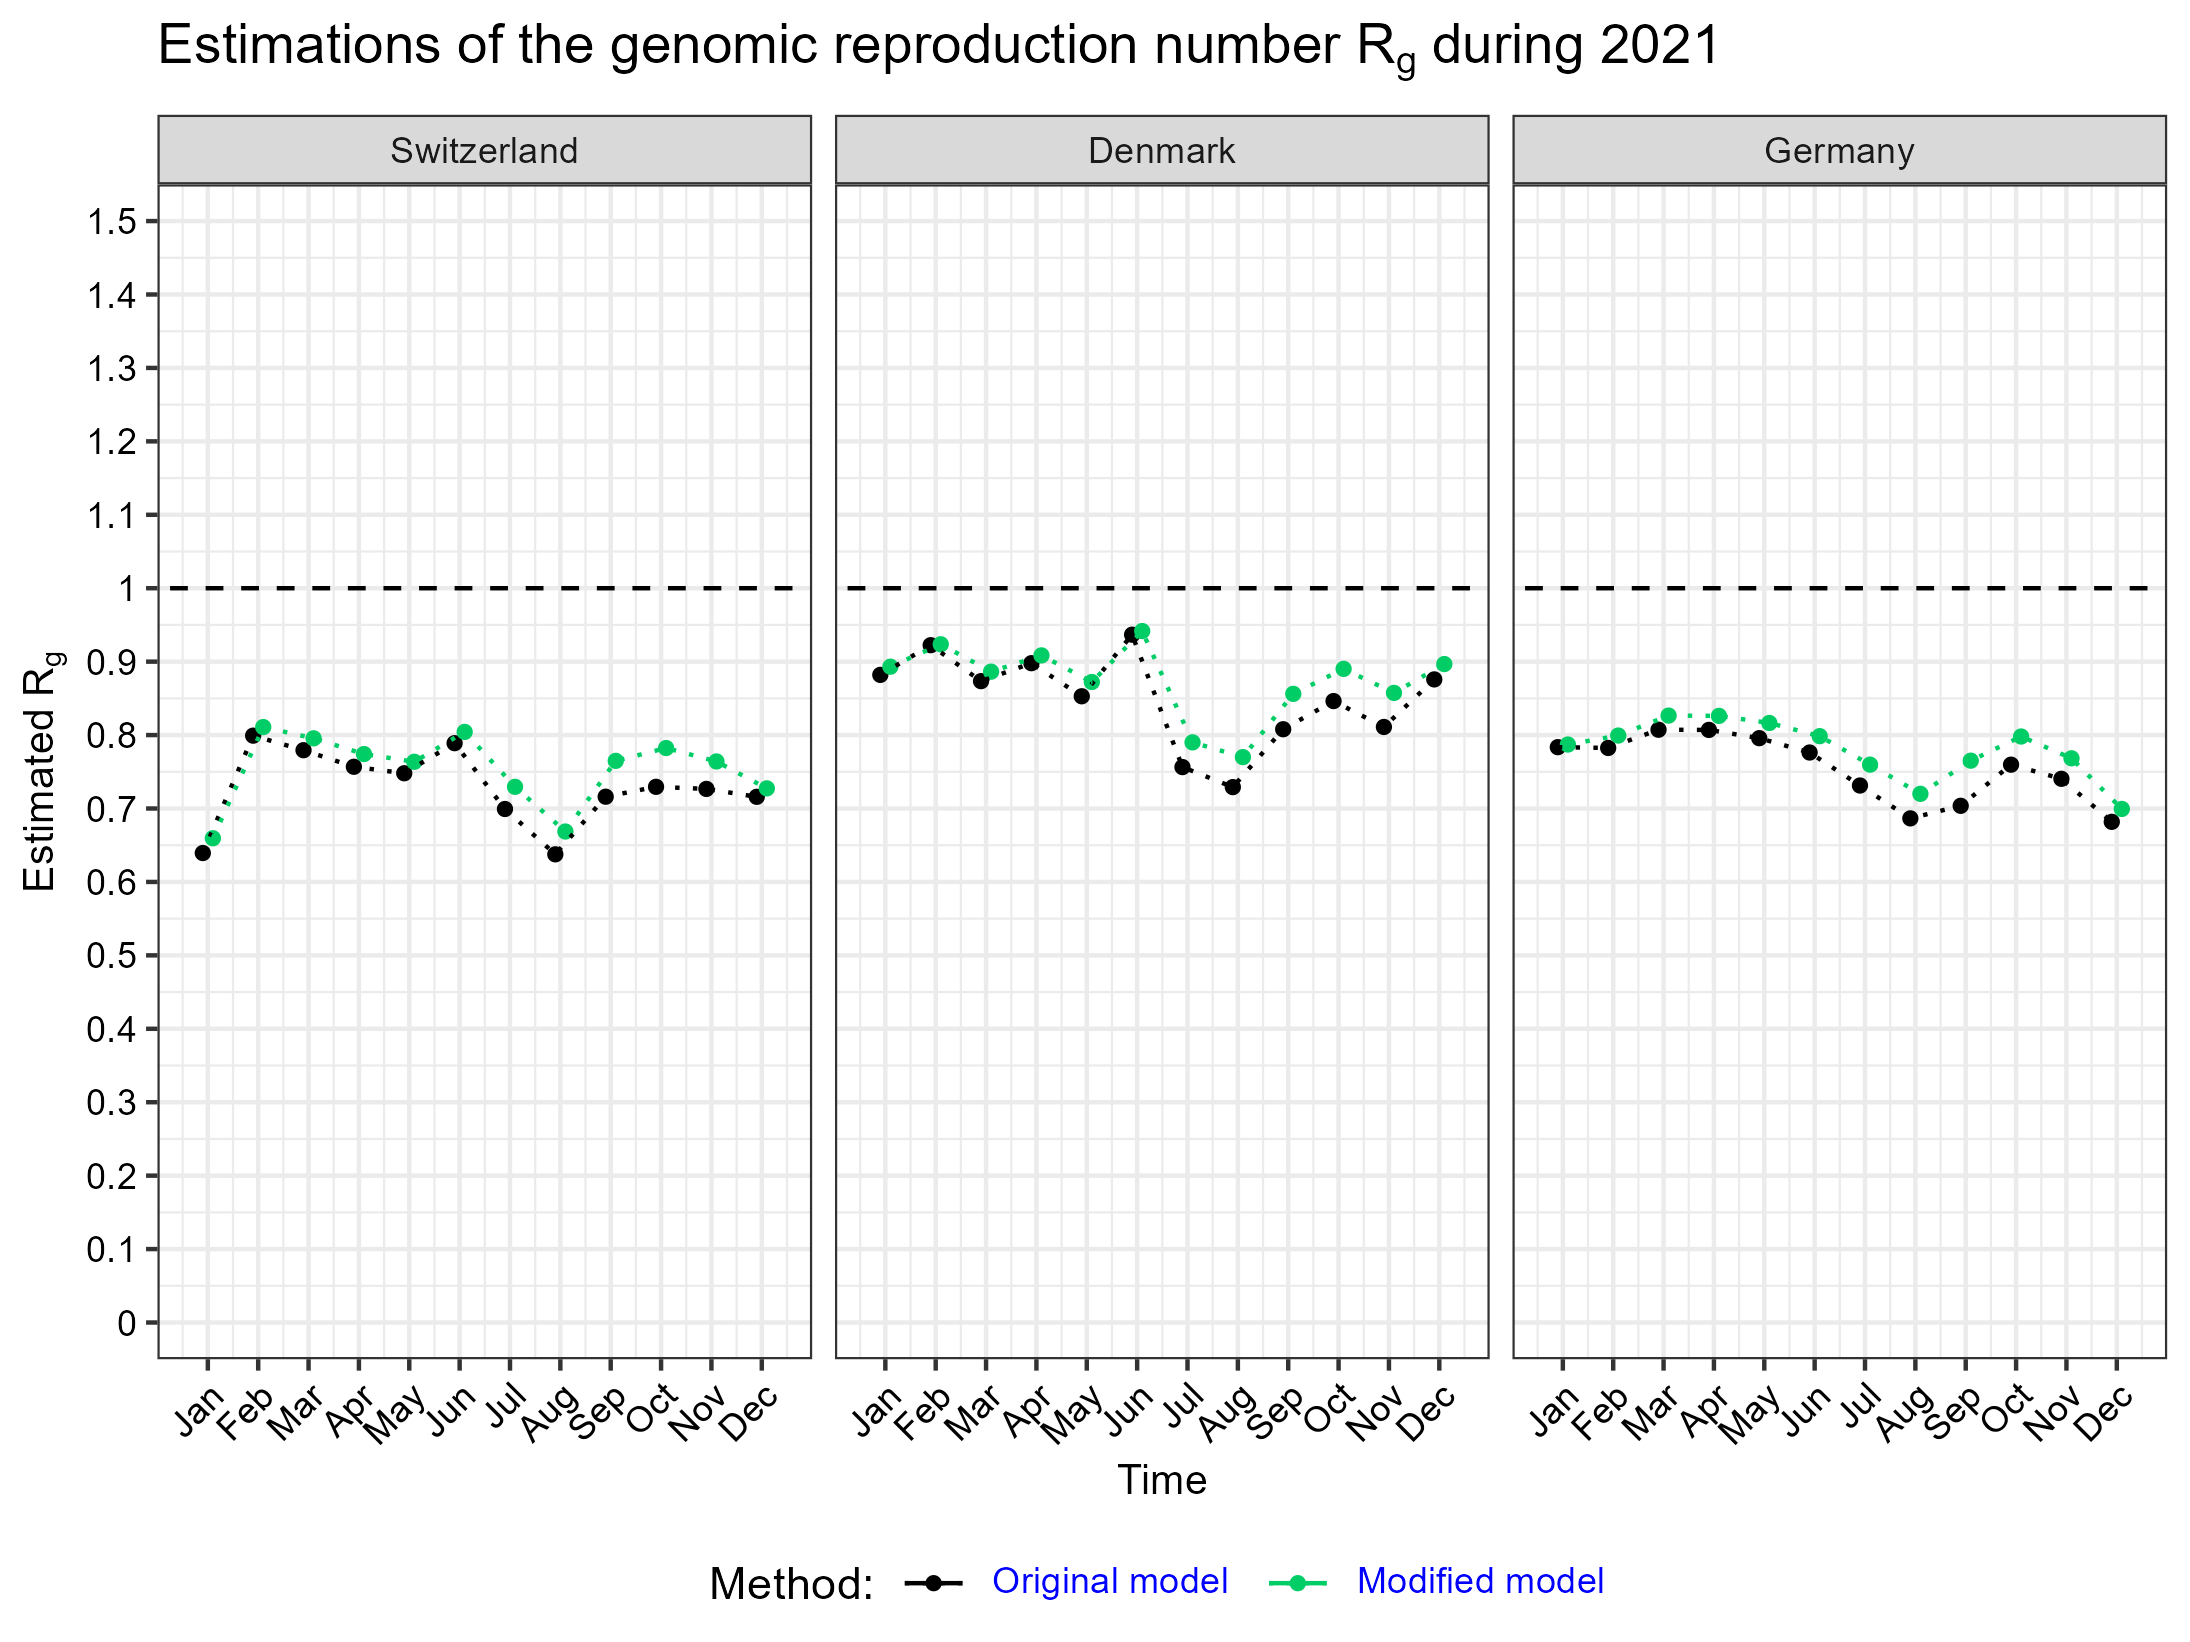 Estimations of the genomic reproduction number Rg during 2021
Switzerland
Denmark
Germany
Estimated Rg
1.5
1.4
1.3
1.2
1.1
1
0.9
0.8
0.7
0.6
0.5
0.4
0.3
0.2
0.1
0
Jan Feb Mar Apr May Jun Jul Aug Sep Oct Nov Dec
Jan Feb Mar Apr May Jun Jul Aug Sep Oct Nov Dec
Jan Feb Mar Apr May Jun Jul Aug Sep Oct Nov Dec
Time
Method: Original model Modified model